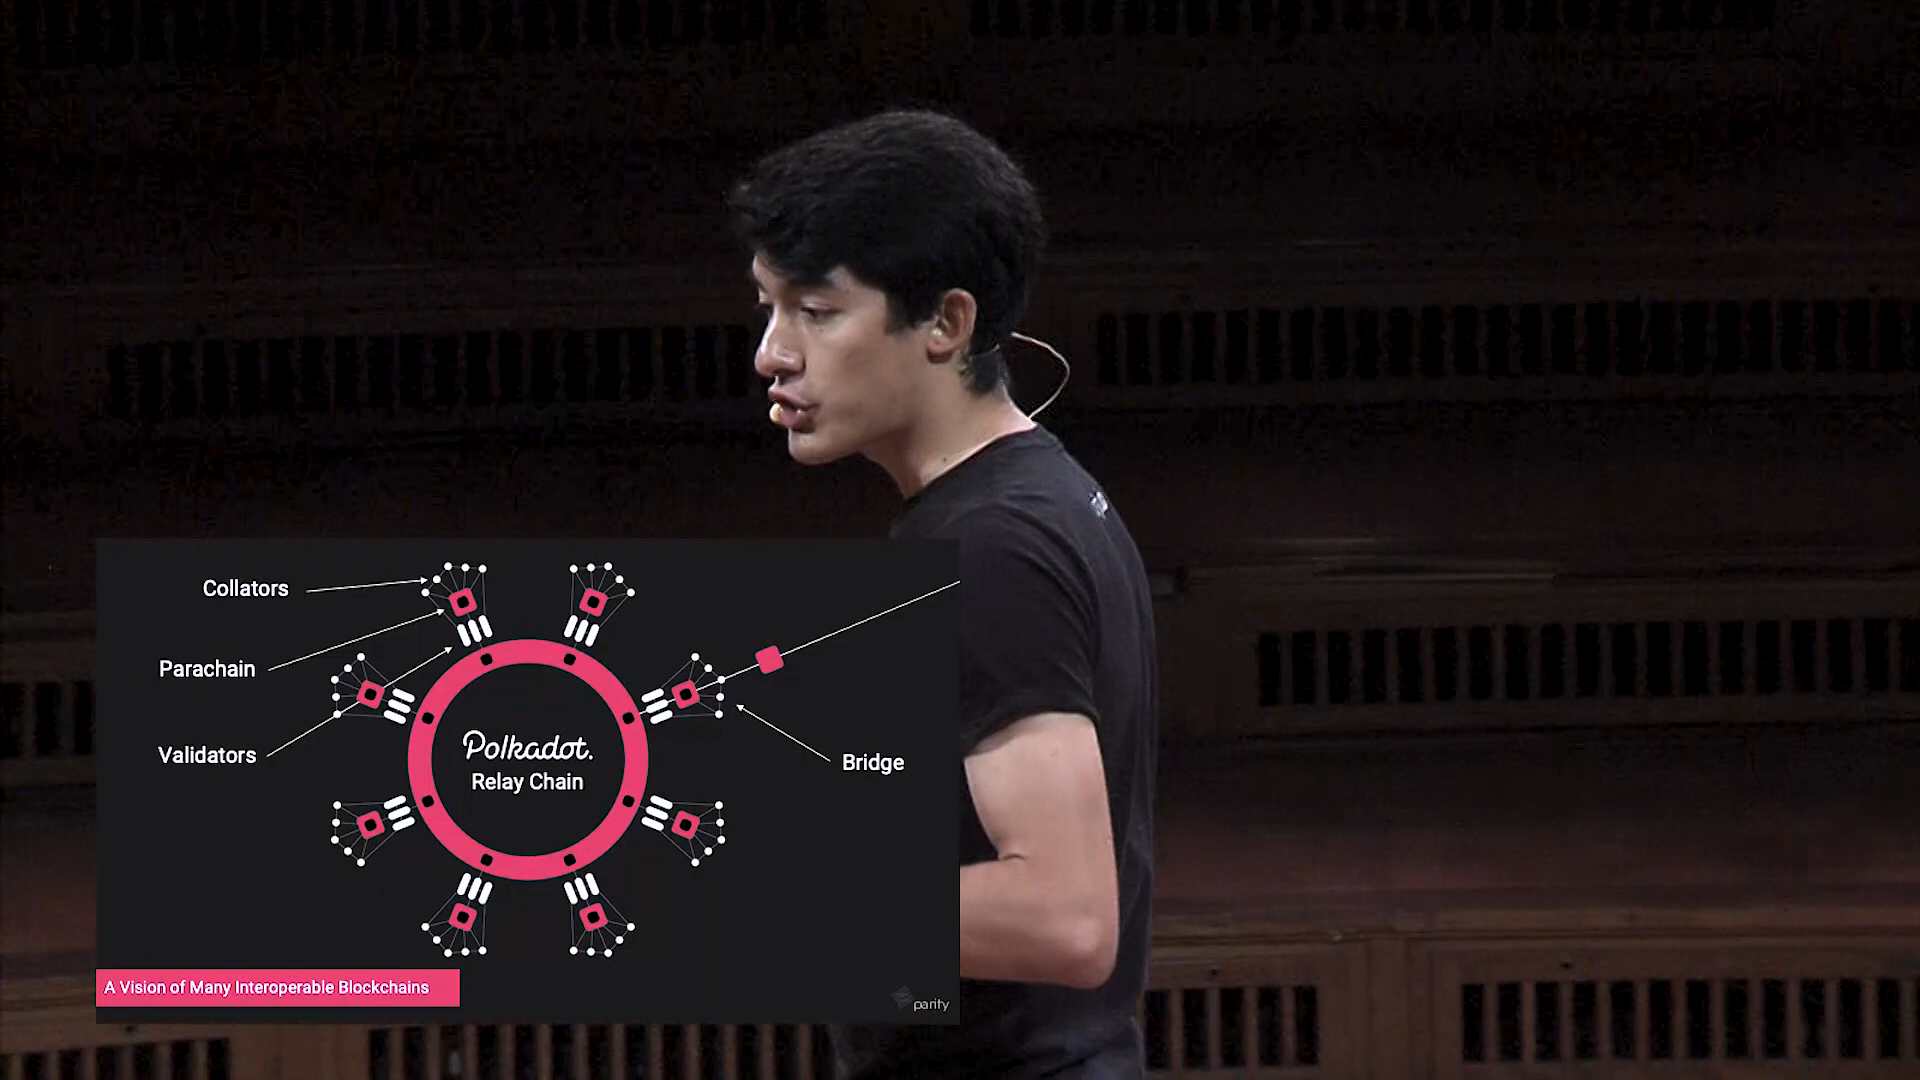 Collators
Parachain
Validators
Polkadot.
Relay Chain
Bridge
A Vision of Many Interoperable Blockchains
parity